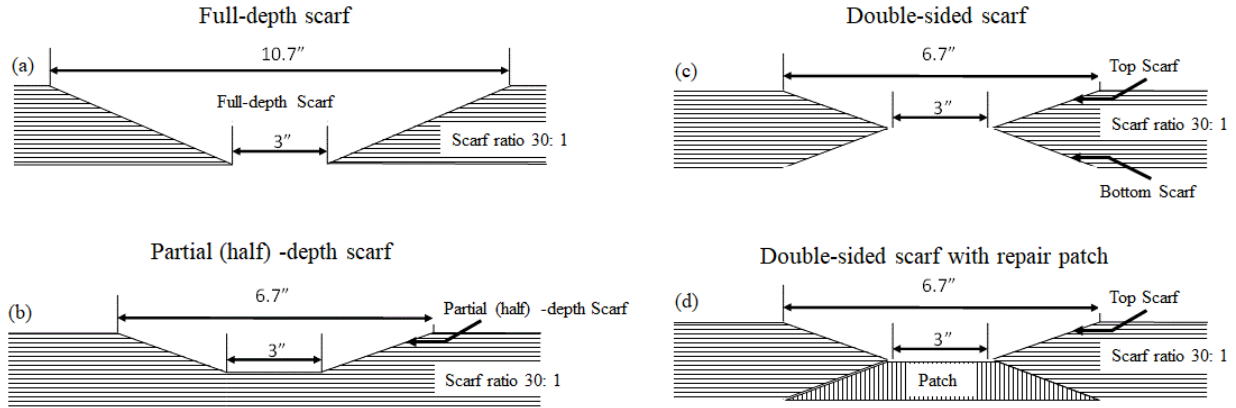 Full-depth scarf
(a)
10.7″
Full-depth Scarf
3″
Scarf ratio 30: 1
Partial (half) -depth scarf
(b)
6.7″
Partial (half) -depth Scarf
3″
Scarf ratio 30: 1
Double-sided scarf
(c)
6.7″
Top Scarf
3″
Scarf ratio 30: 1
Bottom Scarf
Double-sided scarf with repair patch
(d)
6.7″
Top Scarf
3″
Scarf ratio 30: 1
Patch